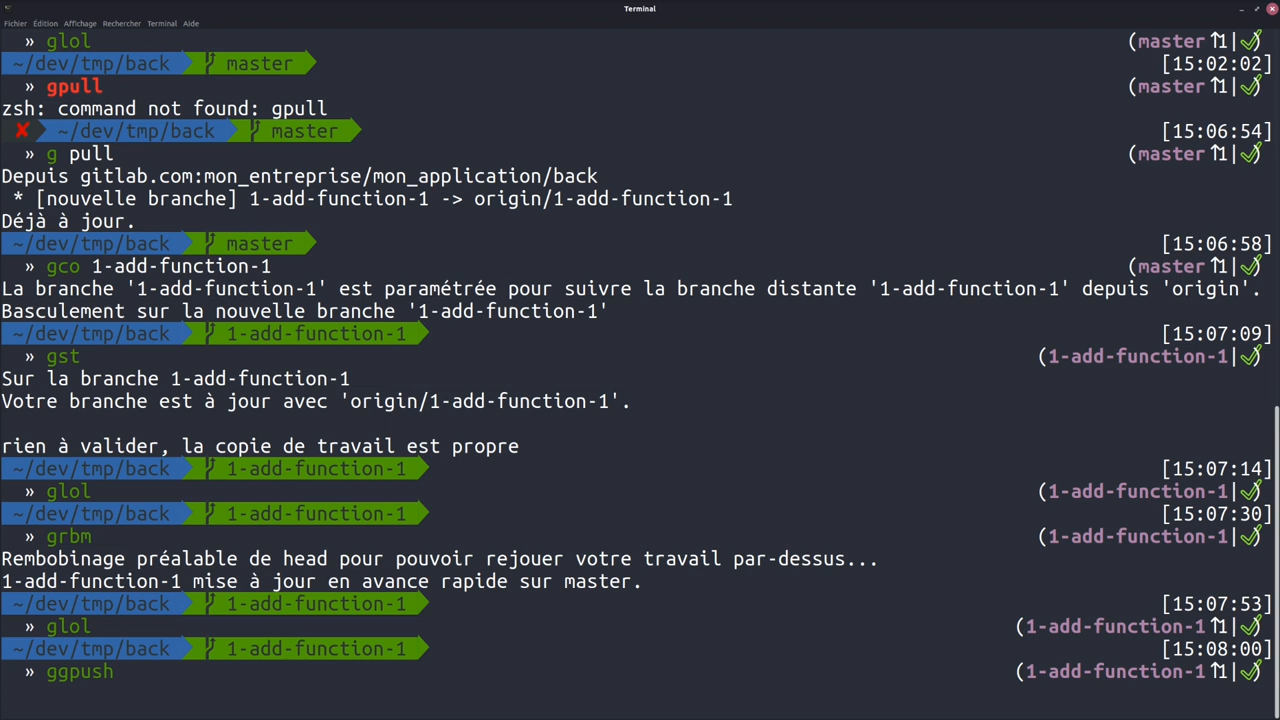 Terminal
Fichier Édition Affichage Rechercher Terminal Aide
» glol (master↑1|✓)
~/dev/tmp/back master [15:02:02]
» gpull (master↑1|✓)
zsh: command not found: gpull
✘ ~/dev/tmp/back master [15:06:54]
» g pull (master↑1|✓)
Depuis gitlab.com:mon_entreprise/mon_application/back
* [nouvelle branche] 1-add-function-1 -> origin/1-add-function-1
Déjà à jour.
~/dev/tmp/back master [15:06:58]
» gco 1-add-function-1 (master↑1|✓)
La branche '1-add-function-1' est paramétrée pour suivre la branche distante '1-add-function-1' depuis 'origin'.
Basculement sur la nouvelle branche '1-add-function-1'
~/dev/tmp/back 1-add-function-1 [15:07:09]
» gst (1-add-function-1|✓)
Sur la branche 1-add-function-1
Votre branche est à jour avec 'origin/1-add-function-1'.
rien à valider, la copie de travail est propre
~/dev/tmp/back 1-add-function-1 [15:07:14]
» glol (1-add-function-1|✓)
~/dev/tmp/back 1-add-function-1 [15:07:30]
» grbm (1-add-function-1|✓)
Rembobinage préalable de head pour pouvoir rejouer votre travail par-dessus...
1-add-function-1 mise à jour en avance rapide sur master.
~/dev/tmp/back 1-add-function-1 [15:07:53]
» glol (1-add-function-1↑1|✓)
~/dev/tmp/back 1-add-function-1 [15:08:00]
» ggpush (1-add-function-1↑1|✓)